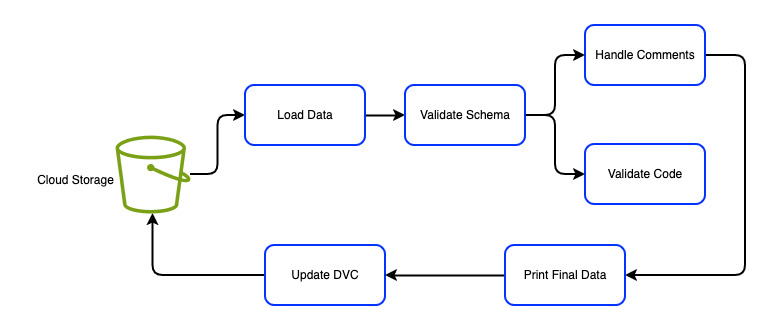 Handle Comments
Load Data
Validate Schema
Cloud Storage
Validate Code
Update DVC
Print Final Data